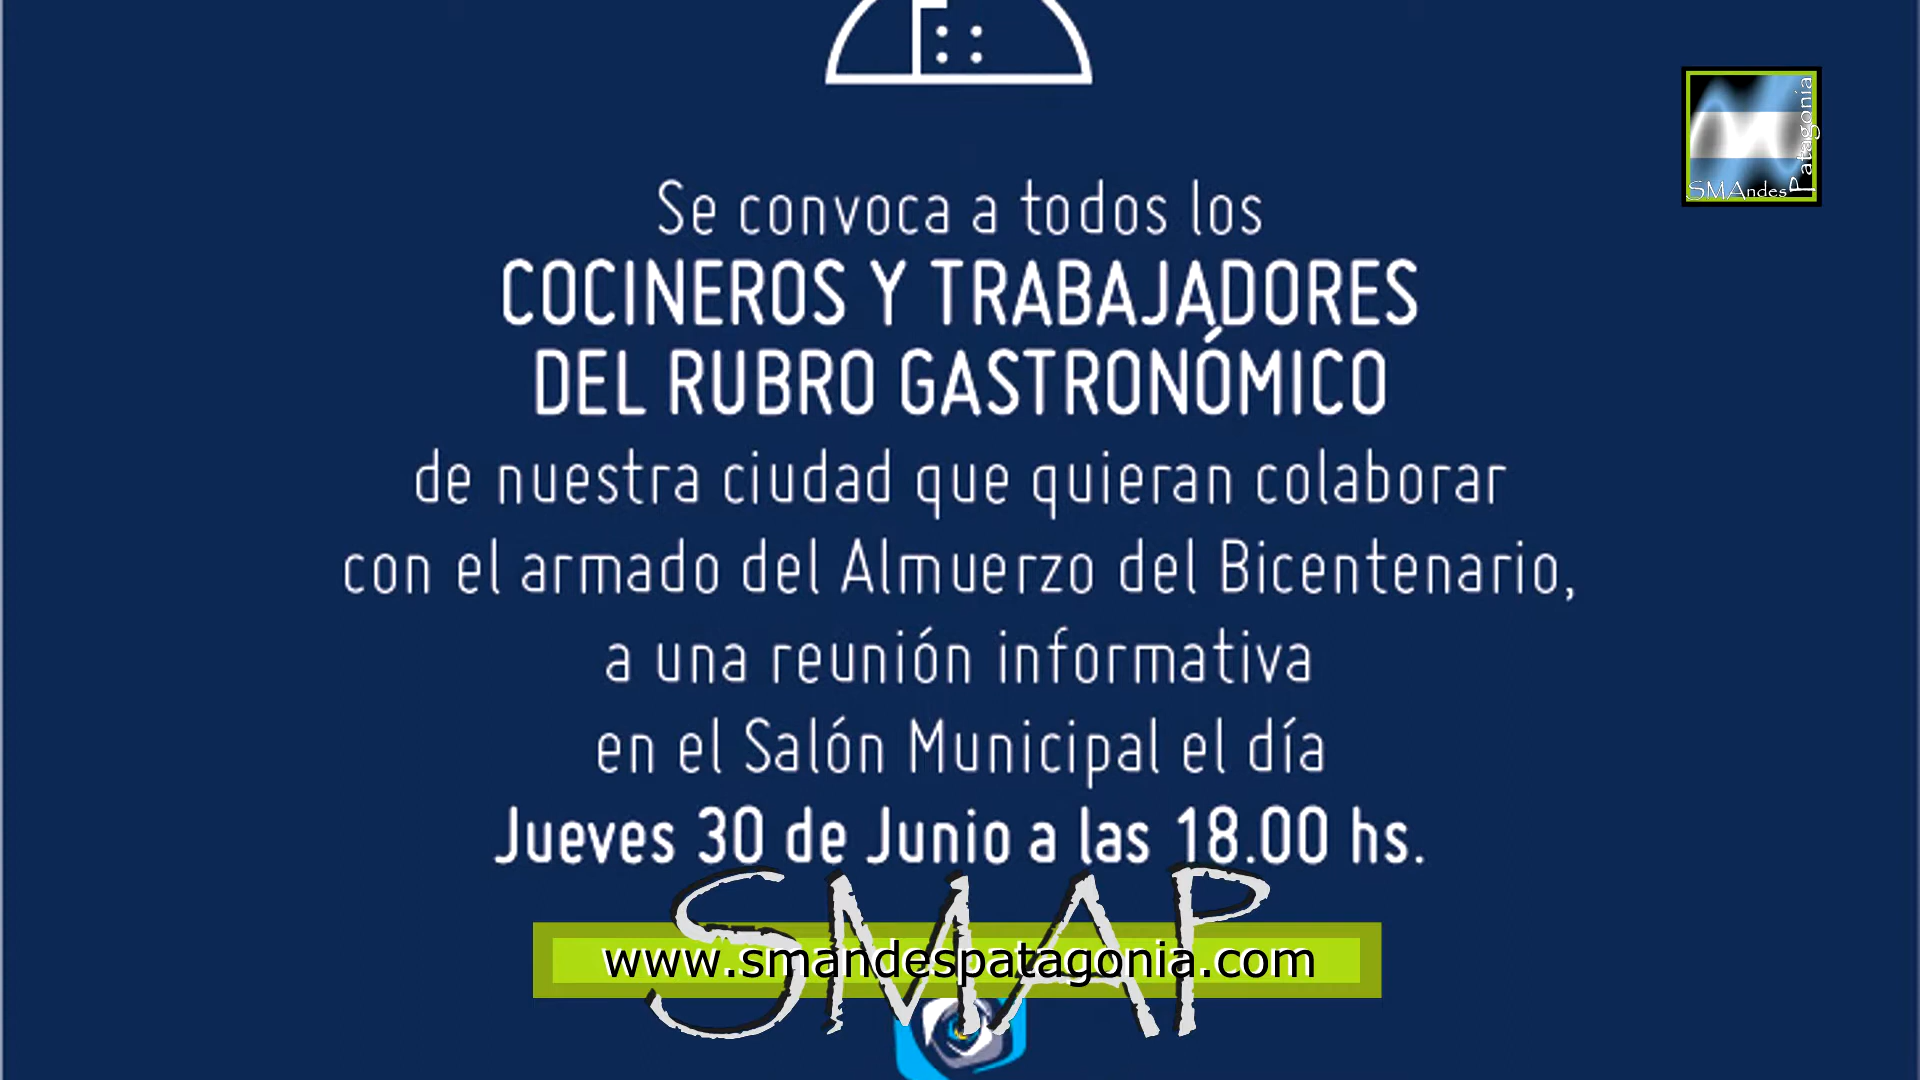 SMAndes
Patagonia
Se convoca a todos los
COCINEROS Y TRABAJADORES
DEL RUBRO GASTRONÓMICO
de nuestra ciudad que quieran colaborar
con el armado del Almuerzo del Bicentenario,
a una reunión informativa
en el Salón Municipal el día
Jueves 30 de Junio a las 18.00 hs.
SMAP
www.smandespatagonia.com